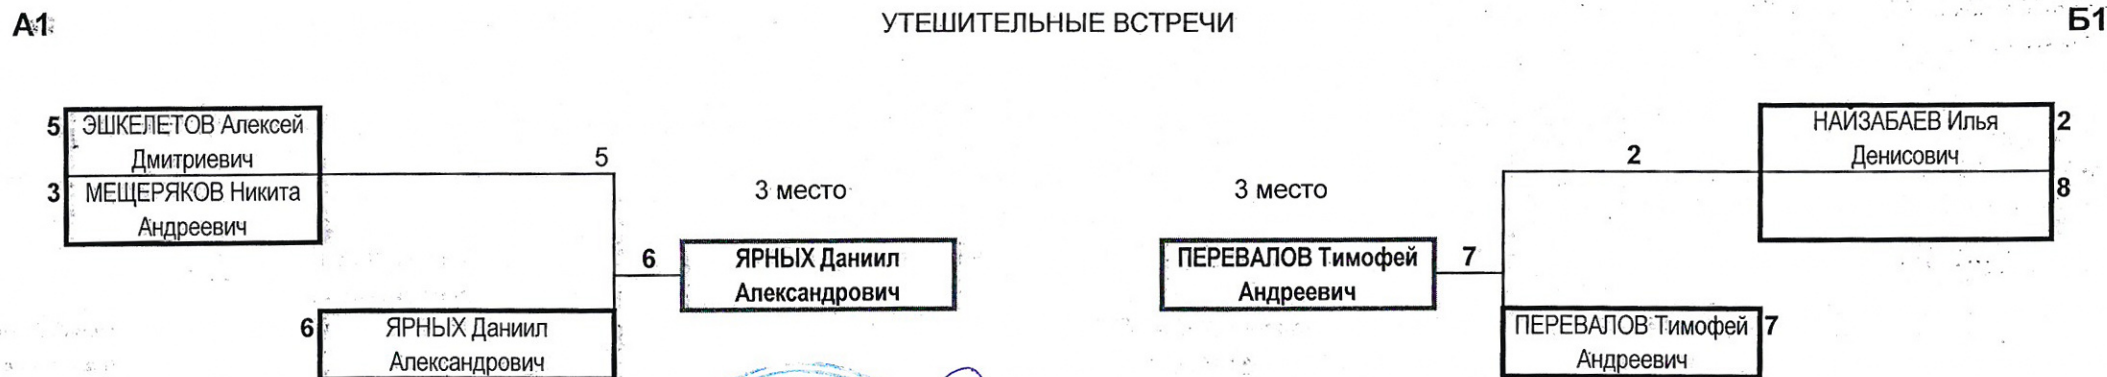 А1
УТЕШИТЕЛЬНЫЕ ВСТРЕЧИ
Б1
5 ЭШКЕЛЕТОВ Алексей
Дмитриевич
3 МЕЩЕРЯКОВ Никита
Андреевич
5
3 место
6 ЯРНЫХ Даниил
Александрович
6 ЯРНЫХ Даниил
Александрович
3 место
ПЕРЕВАЛОВ Тимофей 7
Андреевич
2
НАЙЗАБАЕВ Илья 2
Денисович
8
ПЕРЕВАЛОВ Тимофей 7
Андреевич